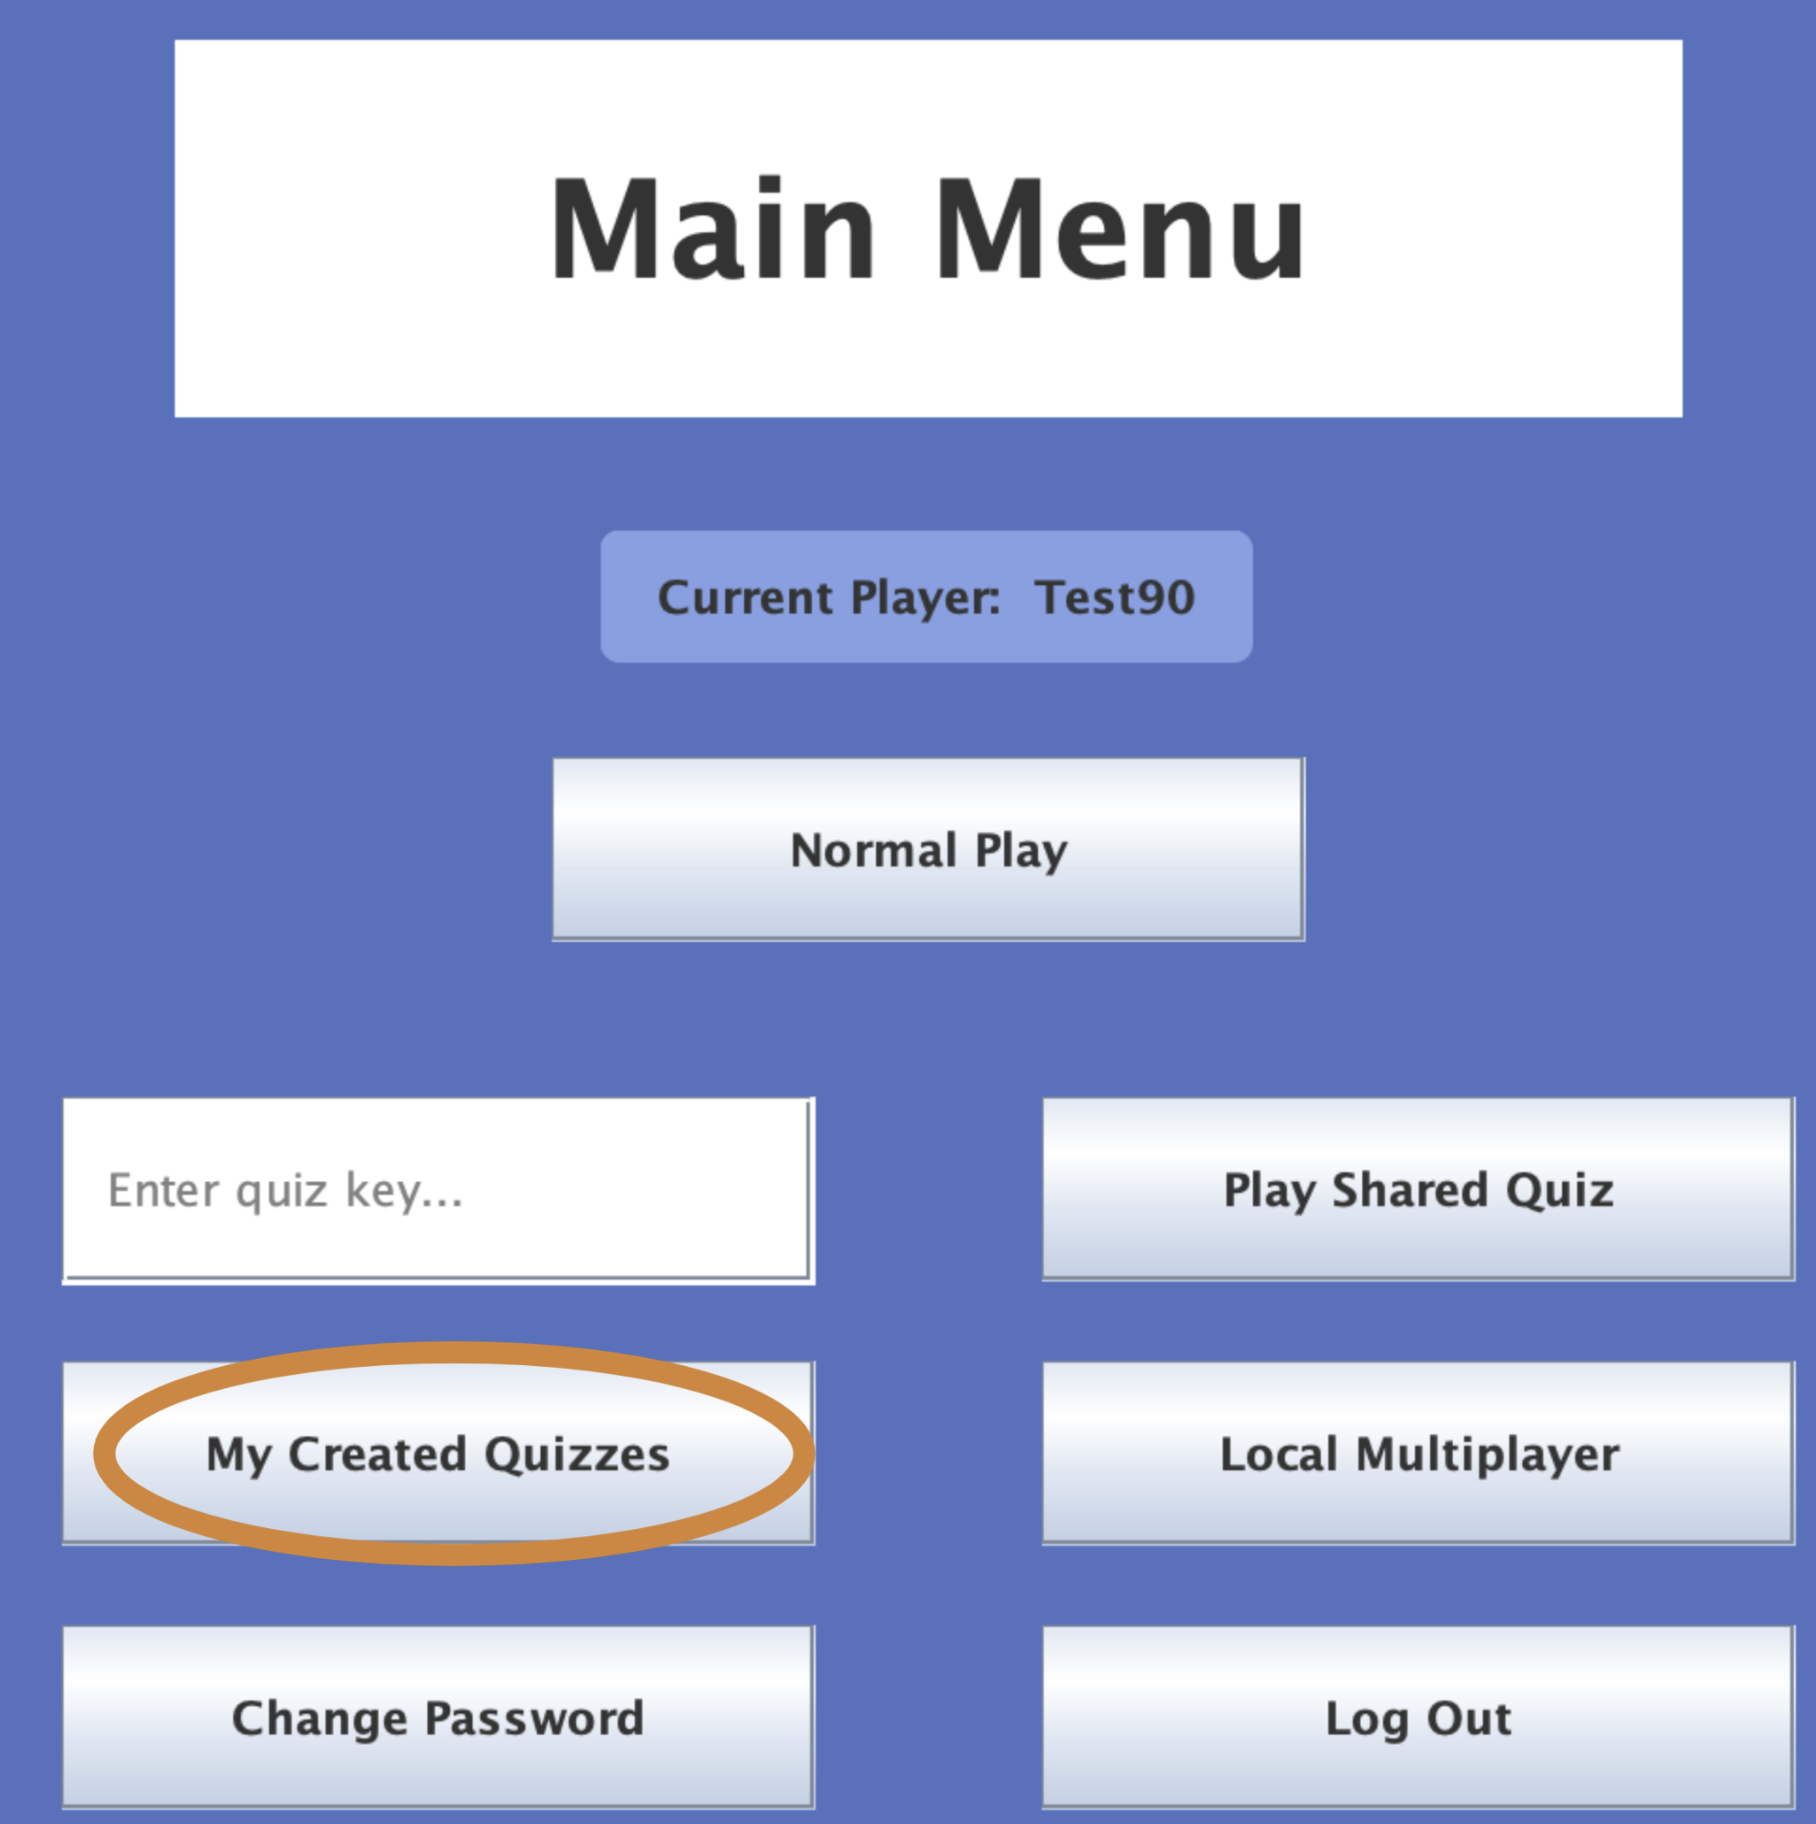 Main Menu
Current Player: Test90
Normal Play
Enter quiz key...
Play Shared Quiz
My Created Quizzes
Local Multiplayer
Change Password
Log Out